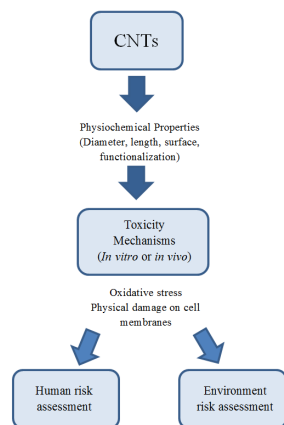 CNTs
Physiochemical Properties
(Diameter, length, surface,
functionalization)
Toxicity
Mechanisms
(In vitro or in vivo)
Oxidative stress
Physical damage on cell
membranes
Human risk
assessment
Environment
risk assessment